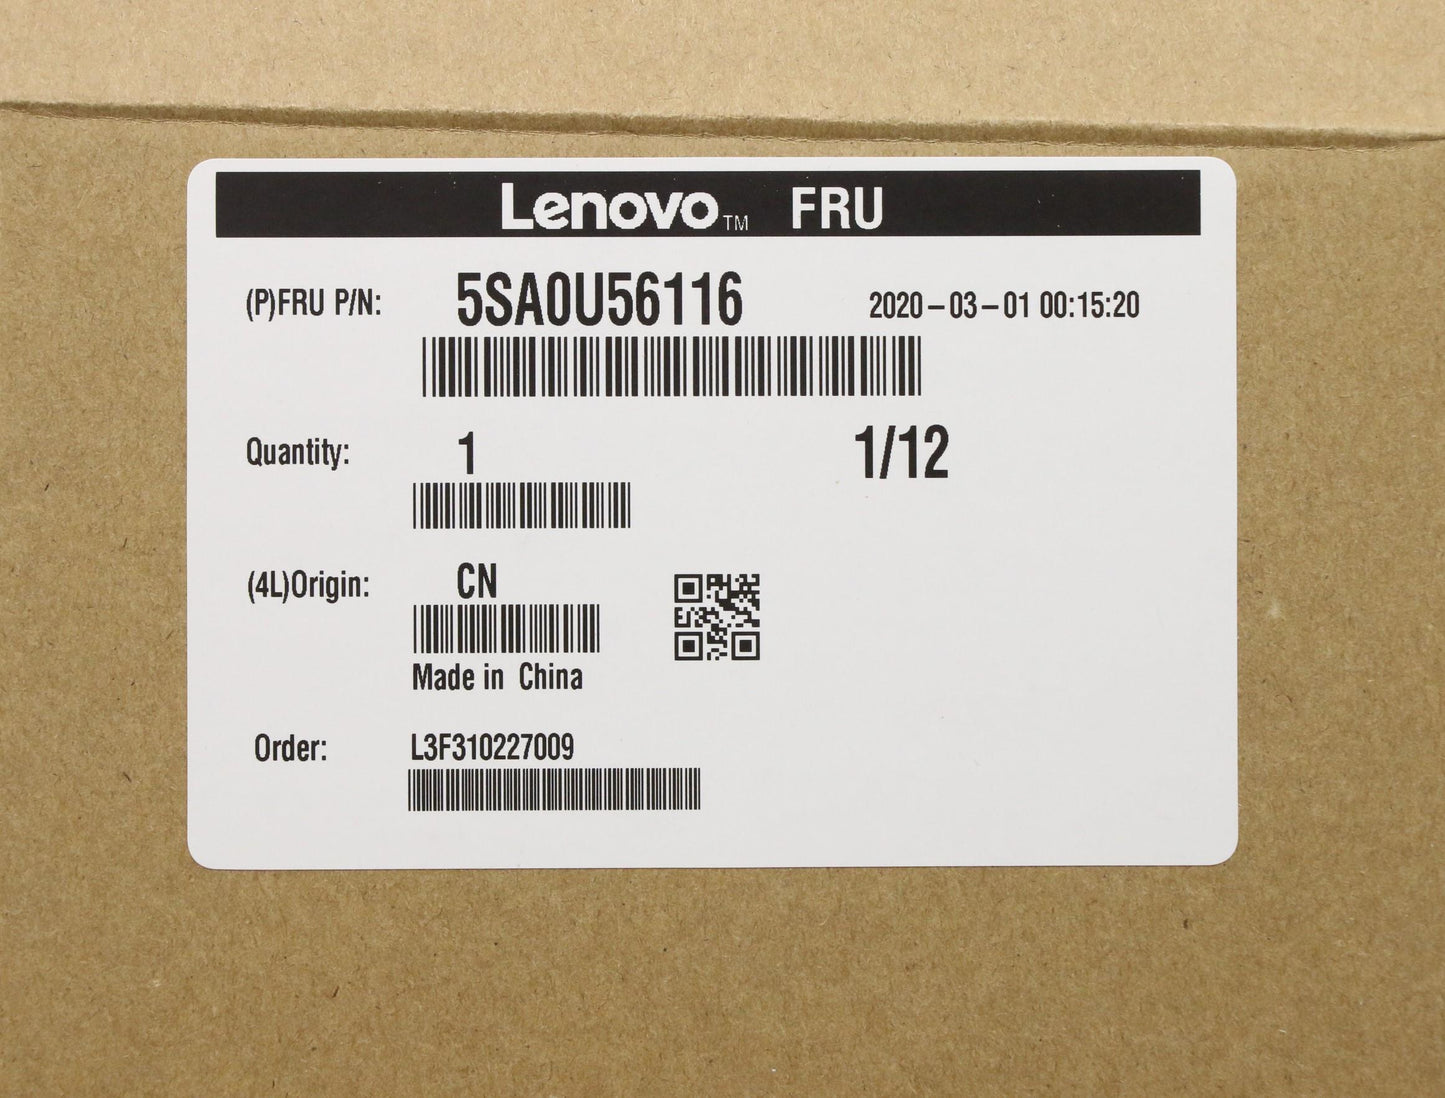 Lenovo™ FRU
(P)FRU P/N: 5SA0U56116 2020-03-01 00:15:20
Quantity: 1 1/12
(4L)Origin: CN
Made in China
Order: L3F310227009